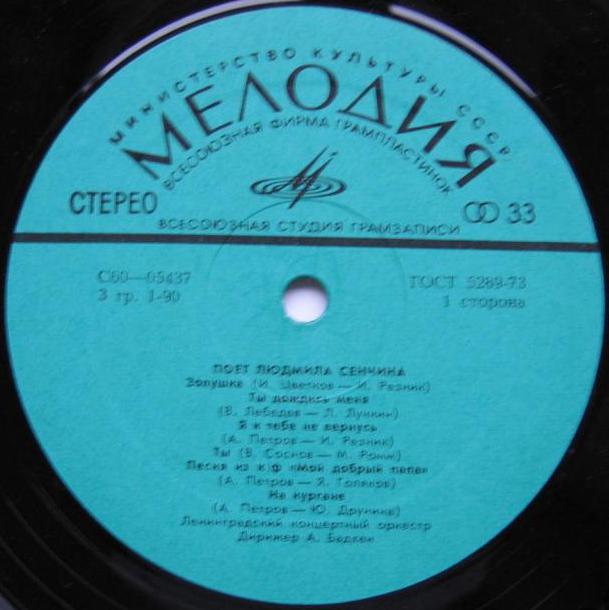 МИНИСТЕРСТВО КУЛЬТУРЫ СССР
МЕЛОДИЯ
ВСЕСОЮЗНАЯ ФИРМА ГРАМПЛАСТИНОК
СТЕРЕО
33
ВСЕСОЮЗНАЯ СТУДИЯ ГРАМЗАПИСИ
С60—05437
ГОСТ 5289-73
3 гр. 1-90
1 сторона
ПОЕТ ЛЮДМИЛА СЕНЧИНА
Золушка (И. Цветков — И. Резник)
Ты дождись меня
(В. Лебедев — Л. Лучкин)
Я к тебе не вернусь
(А. Петров — И. Резник)
Ты (В. Соснов — М. Ромм)
Песня из к/ф «Мой добрый папа»
(А. Петров — Я. Голяков)
На кургане
(А. Петров — Ю. Друнина)
Ленинградский концертный оркестр
Дирижер А. Бадхен